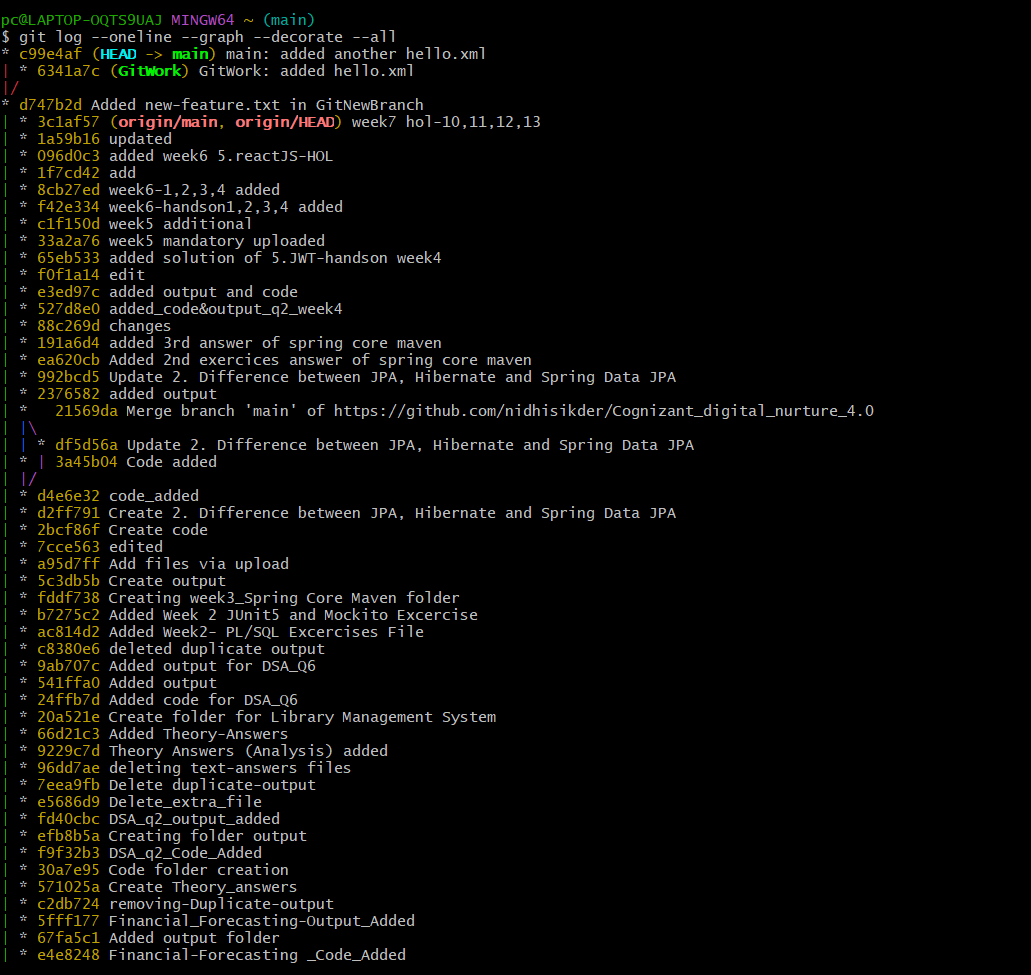 pc@LAPTOP-OQTS9UAJ MINGW64 ~ (main)
$ git log --oneline --graph --decorate --all
* c99e4af (HEAD -> main) main: added another hello.xml
| * 6341a7c (GitWork) GitWork: added hello.xml
|/
* d747b2d Added new-feature.txt in GitNewBranch
| * 3c1af57 (origin/main, origin/HEAD) week7 hol-10,11,12,13
| * 1a59b16 updated
| * 096d0c3 added week6 5.reactJS-HOL
| * 1f7cd42 add
| * 8cb27ed week6-1,2,3,4 added
| * f42e334 week6-handson1,2,3,4 added
| * c1f150d week5 additional
| * 33a2a76 week5 mandatory uploaded
| * 65eb533 added solution of 5.JWT-handson week4
| * f0f1a14 edit
| * e3ed97c added output and code
| * 527d8e0 added_code&output_q2_week4
| * 88c269d changes
| * 191a6d4 added 3rd answer of spring core maven
| * ea620cb Added 2nd exercices answer of spring core maven
| * 992bcd5 Update 2. Difference between JPA, Hibernate and Spring Data JPA
| * 2376582 added output
| *   21569da Merge branch 'main' of https://github.com/nidhisikder/Cognizant_digital_nurture_4.0
| |\
| | * df5d56a Update 2. Difference between JPA, Hibernate and Spring Data JPA
| * | 3a45b04 Code added
| |/
| * d4e6e32 code_added
| * d2ff791 Create 2. Difference between JPA, Hibernate and Spring Data JPA
| * 2bcf86f Create code
| * 7cce563 edited
| * a95d7ff Add files via upload
| * 5c3db5b Create output
| * fddf738 Creating week3_Spring Core Maven folder
| * b7275c2 Added Week 2 JUnit5 and Mockito Excercise
| * ac814d2 Added Week2- PL/SQL Excercises File
| * c8380e6 deleted duplicate output
| * 9ab707c Added output for DSA_Q6
| * 541ffa0 Added output
| * 24ffb7d Added code for DSA_Q6
| * 20a521e Create folder for Library Management System
| * 66d21c3 Added Theory-Answers
| * 9229c7d Theory Answers (Analysis) added
| * 96dd7ae deleting text-answers files
| * 7eea9fb Delete duplicate-output
| * e5686d9 Delete_extra_file
| * fd40cbc DSA_q2_output_added
| * efb8b5a Creating folder output
| * f9f32b3 DSA_q2_Code_Added
| * 30a7e95 Code folder creation
| * 571025a Create Theory_answers
| * c2db724 removing-Duplicate-output
| * 5fff177 Financial_Forecasting-Output_Added
| * 67fa5c1 Added output folder
| * e4e8248 Financial-Forecasting _Code_Added